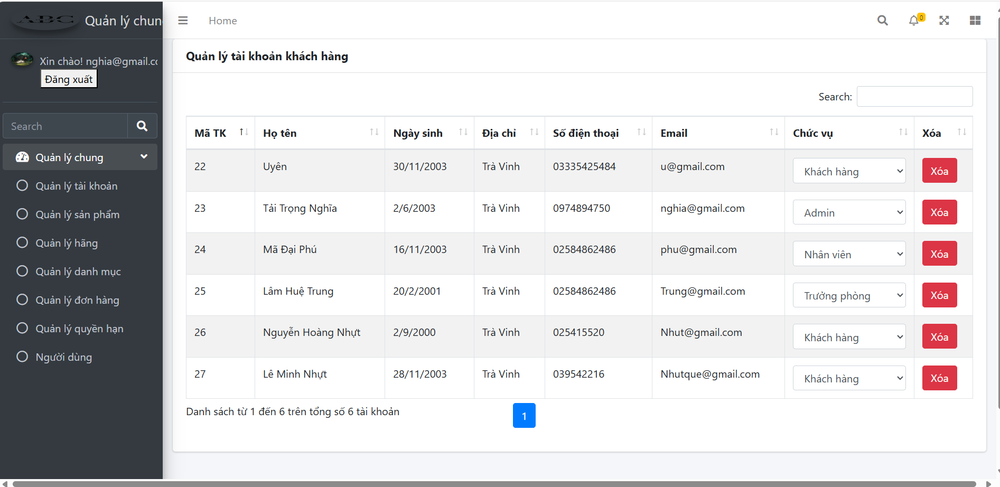 ABC Quản lý chun
Home
0
Xin chào! nghia@gmail.co
Đăng xuất
Search
Quản lý chung
Quản lý tài khoản
Quản lý sản phẩm
Quản lý hãng
Quản lý danh mục
Quản lý đơn hàng
Quản lý quyền hạn
Người dùng
Quản lý tài khoản khách hàng
Search:
Mã TK Họ tên Ngày sinh Địa chỉ Số điện thoại Email Chức vụ Xóa
22 Uyên 30/11/2003 Trà Vinh 03335425484 u@gmail.com Khách hàng Xóa
23 Tải Trọng Nghĩa 2/6/2003 Trà Vinh 0974894750 nghia@gmail.com Admin Xóa
24 Mã Đại Phú 16/11/2003 Trà Vinh 02584862486 phu@gmail.com Nhân viên Xóa
25 Lâm Huệ Trung 20/2/2001 Trà Vinh 02584862486 Trung@gmail.com Trưởng phòng Xóa
26 Nguyễn Hoàng Nhựt 2/9/2000 Trà Vinh 025415520 Nhut@gmail.com Khách hàng Xóa
27 Lê Minh Nhựt 28/11/2003 Trà Vinh 039542216 Nhutque@gmail.com Khách hàng Xóa
Danh sách từ 1 đến 6 trên tổng số 6 tài khoản
1